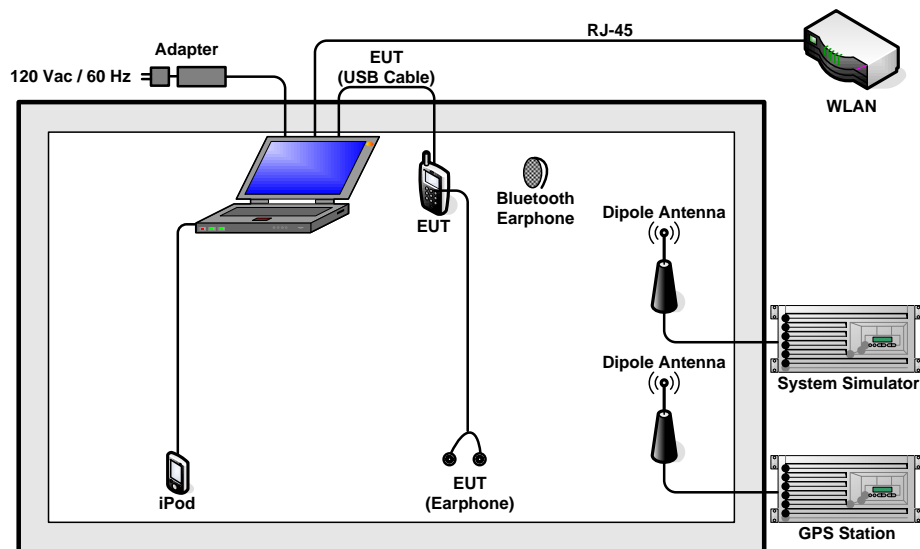 RJ-45
Adapter
EUT
(USB Cable)
120 Vac / 60 Hz
WLAN
EUT
Bluetooth
Earphone
Dipole Antenna
System Simulator
Dipole Antenna
iPod
EUT
(Earphone)
GPS Station